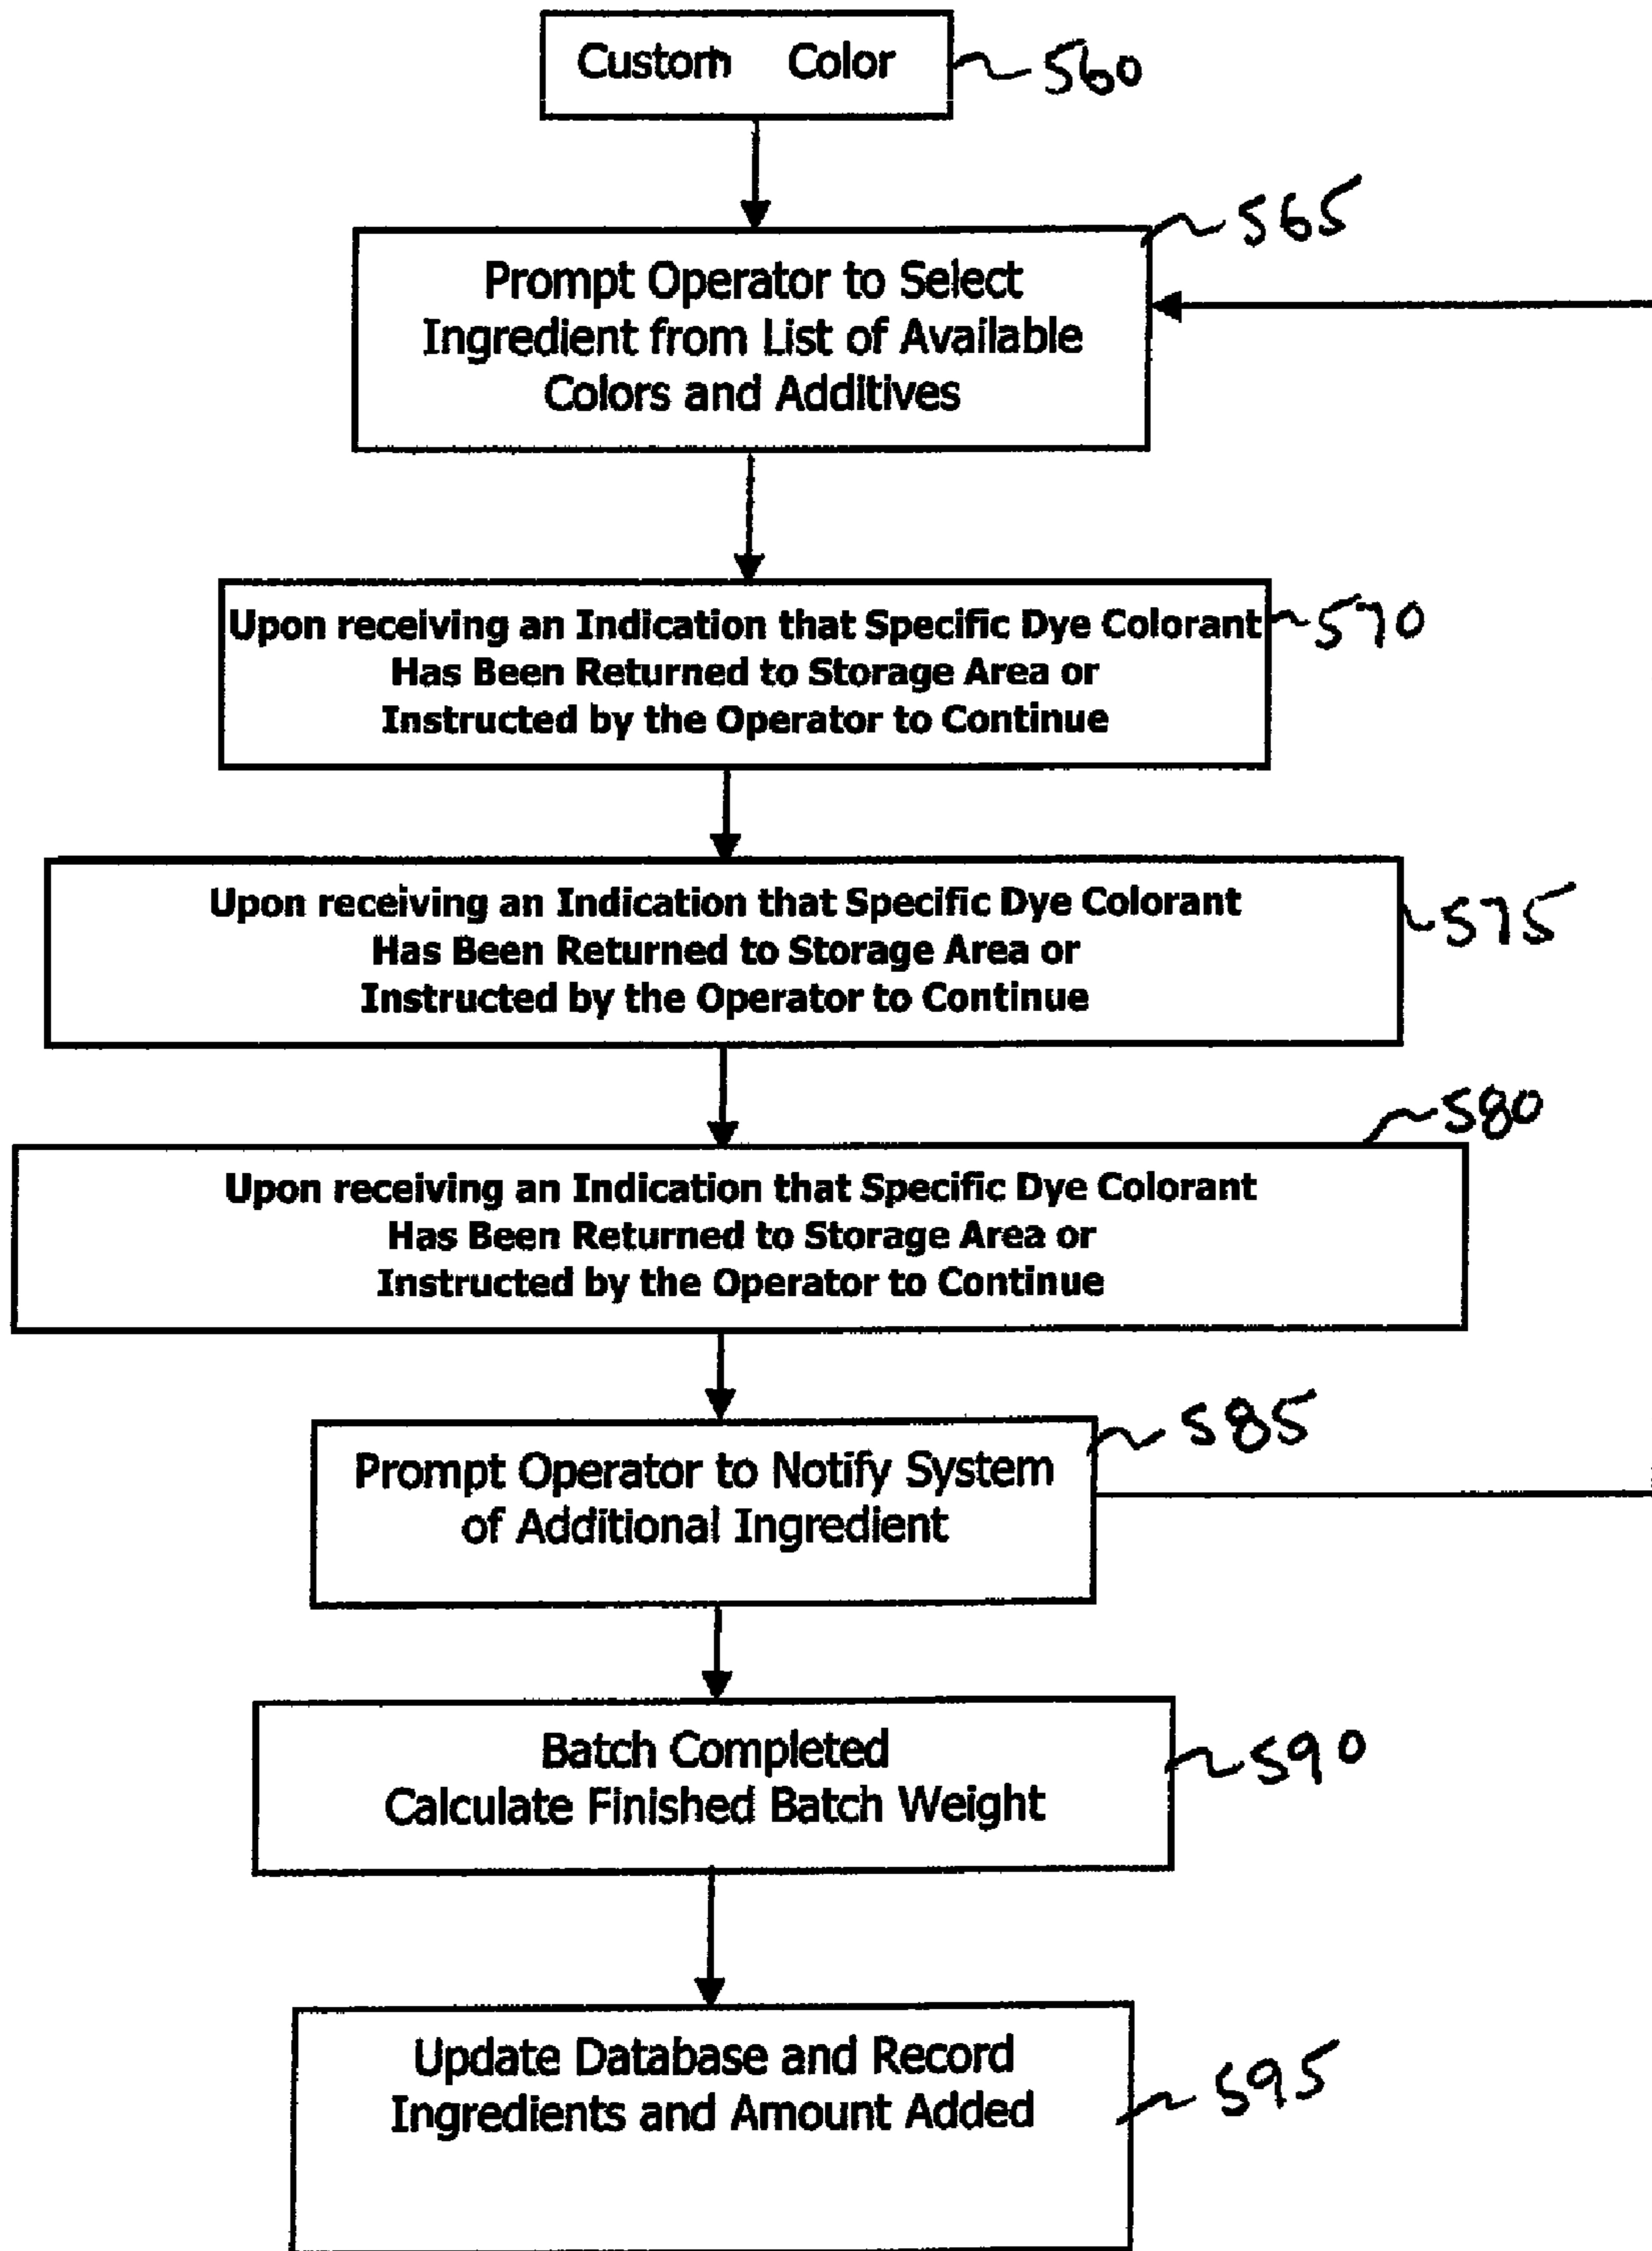 Custom Color
560
565
Prompt Operator to Select
Ingredient from List of Available
Colors and Additives
Upon receiving an Indication that Specific Dye Colorant
570
Has Been Returned to Storage Area or
Instructed by the Operator to Continue
Upon receiving an Indication that Specific Dye Colorant
575
Has Been Returned to Storage Area or
Instructed by the Operator to Continue
580
Upon receiving an Indication that Specific Dye Colorant
Has Been Returned to Storage Area or
Instructed by the Operator to Continue
585
Prompt Operator to Notify System
of Additional Ingredient
Batch Completed
590
Calculate Finished Batch Weight
Update Database and Record
595
Ingredients and Amount Added